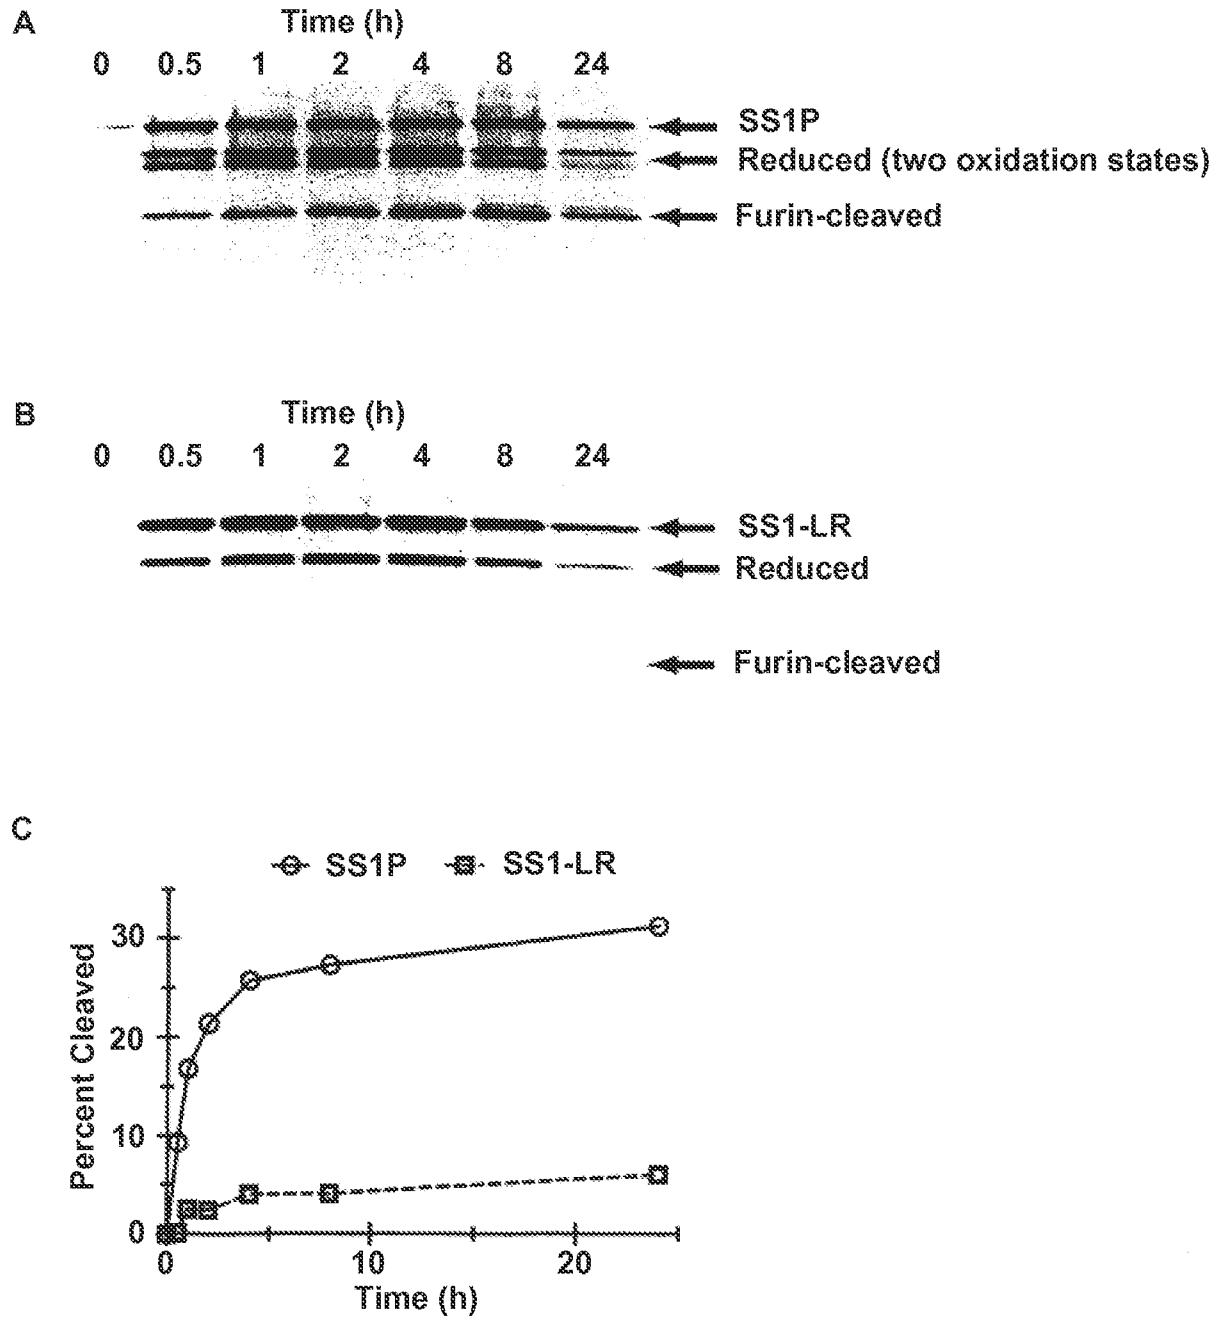 A
Time (h)
0 0.5 1 2 4 8 24
SS1P
Reduced (two oxidation states)
Furin-cleaved
B
Time (h)
0 0.5 1 2 4 8 24
SS1-LR
Reduced
Furin-cleaved
C
SS1P SS1-LR
30
20
10
0
Percent Cleaved
0 10 20
Time (h)